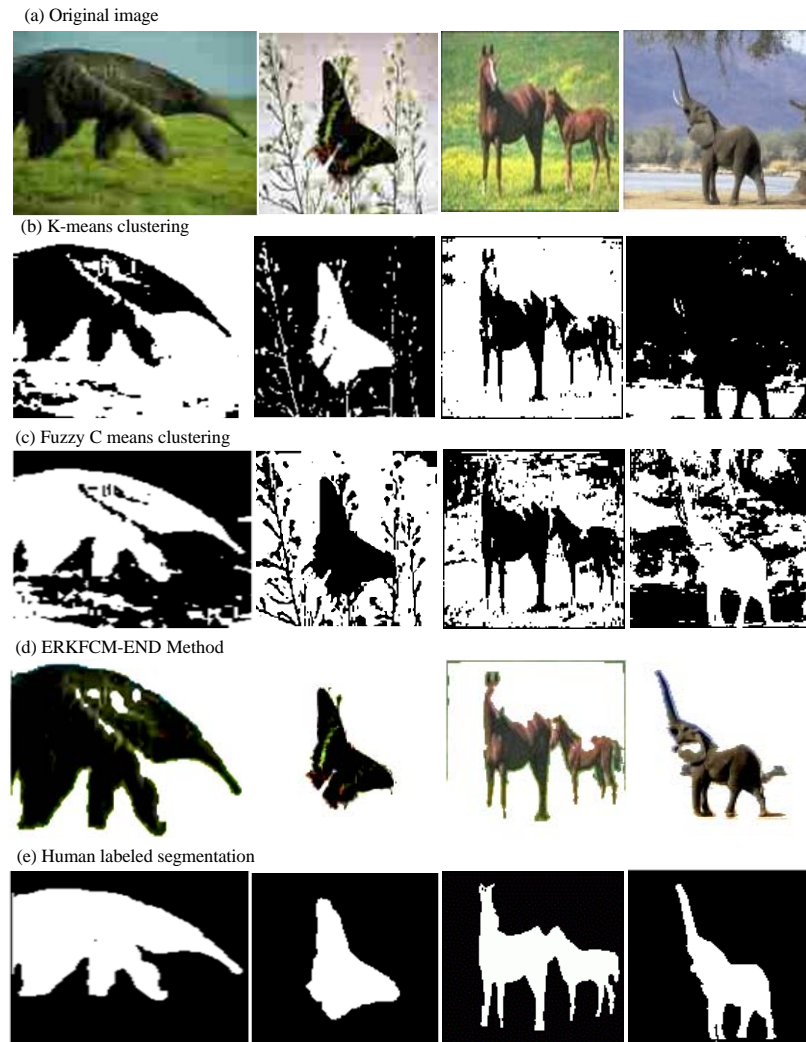 (a) Original image
(b) K-means clustering
(c) Fuzzy C means clustering
(d) ERKFCM-END Method
(e) Human labeled segmentation